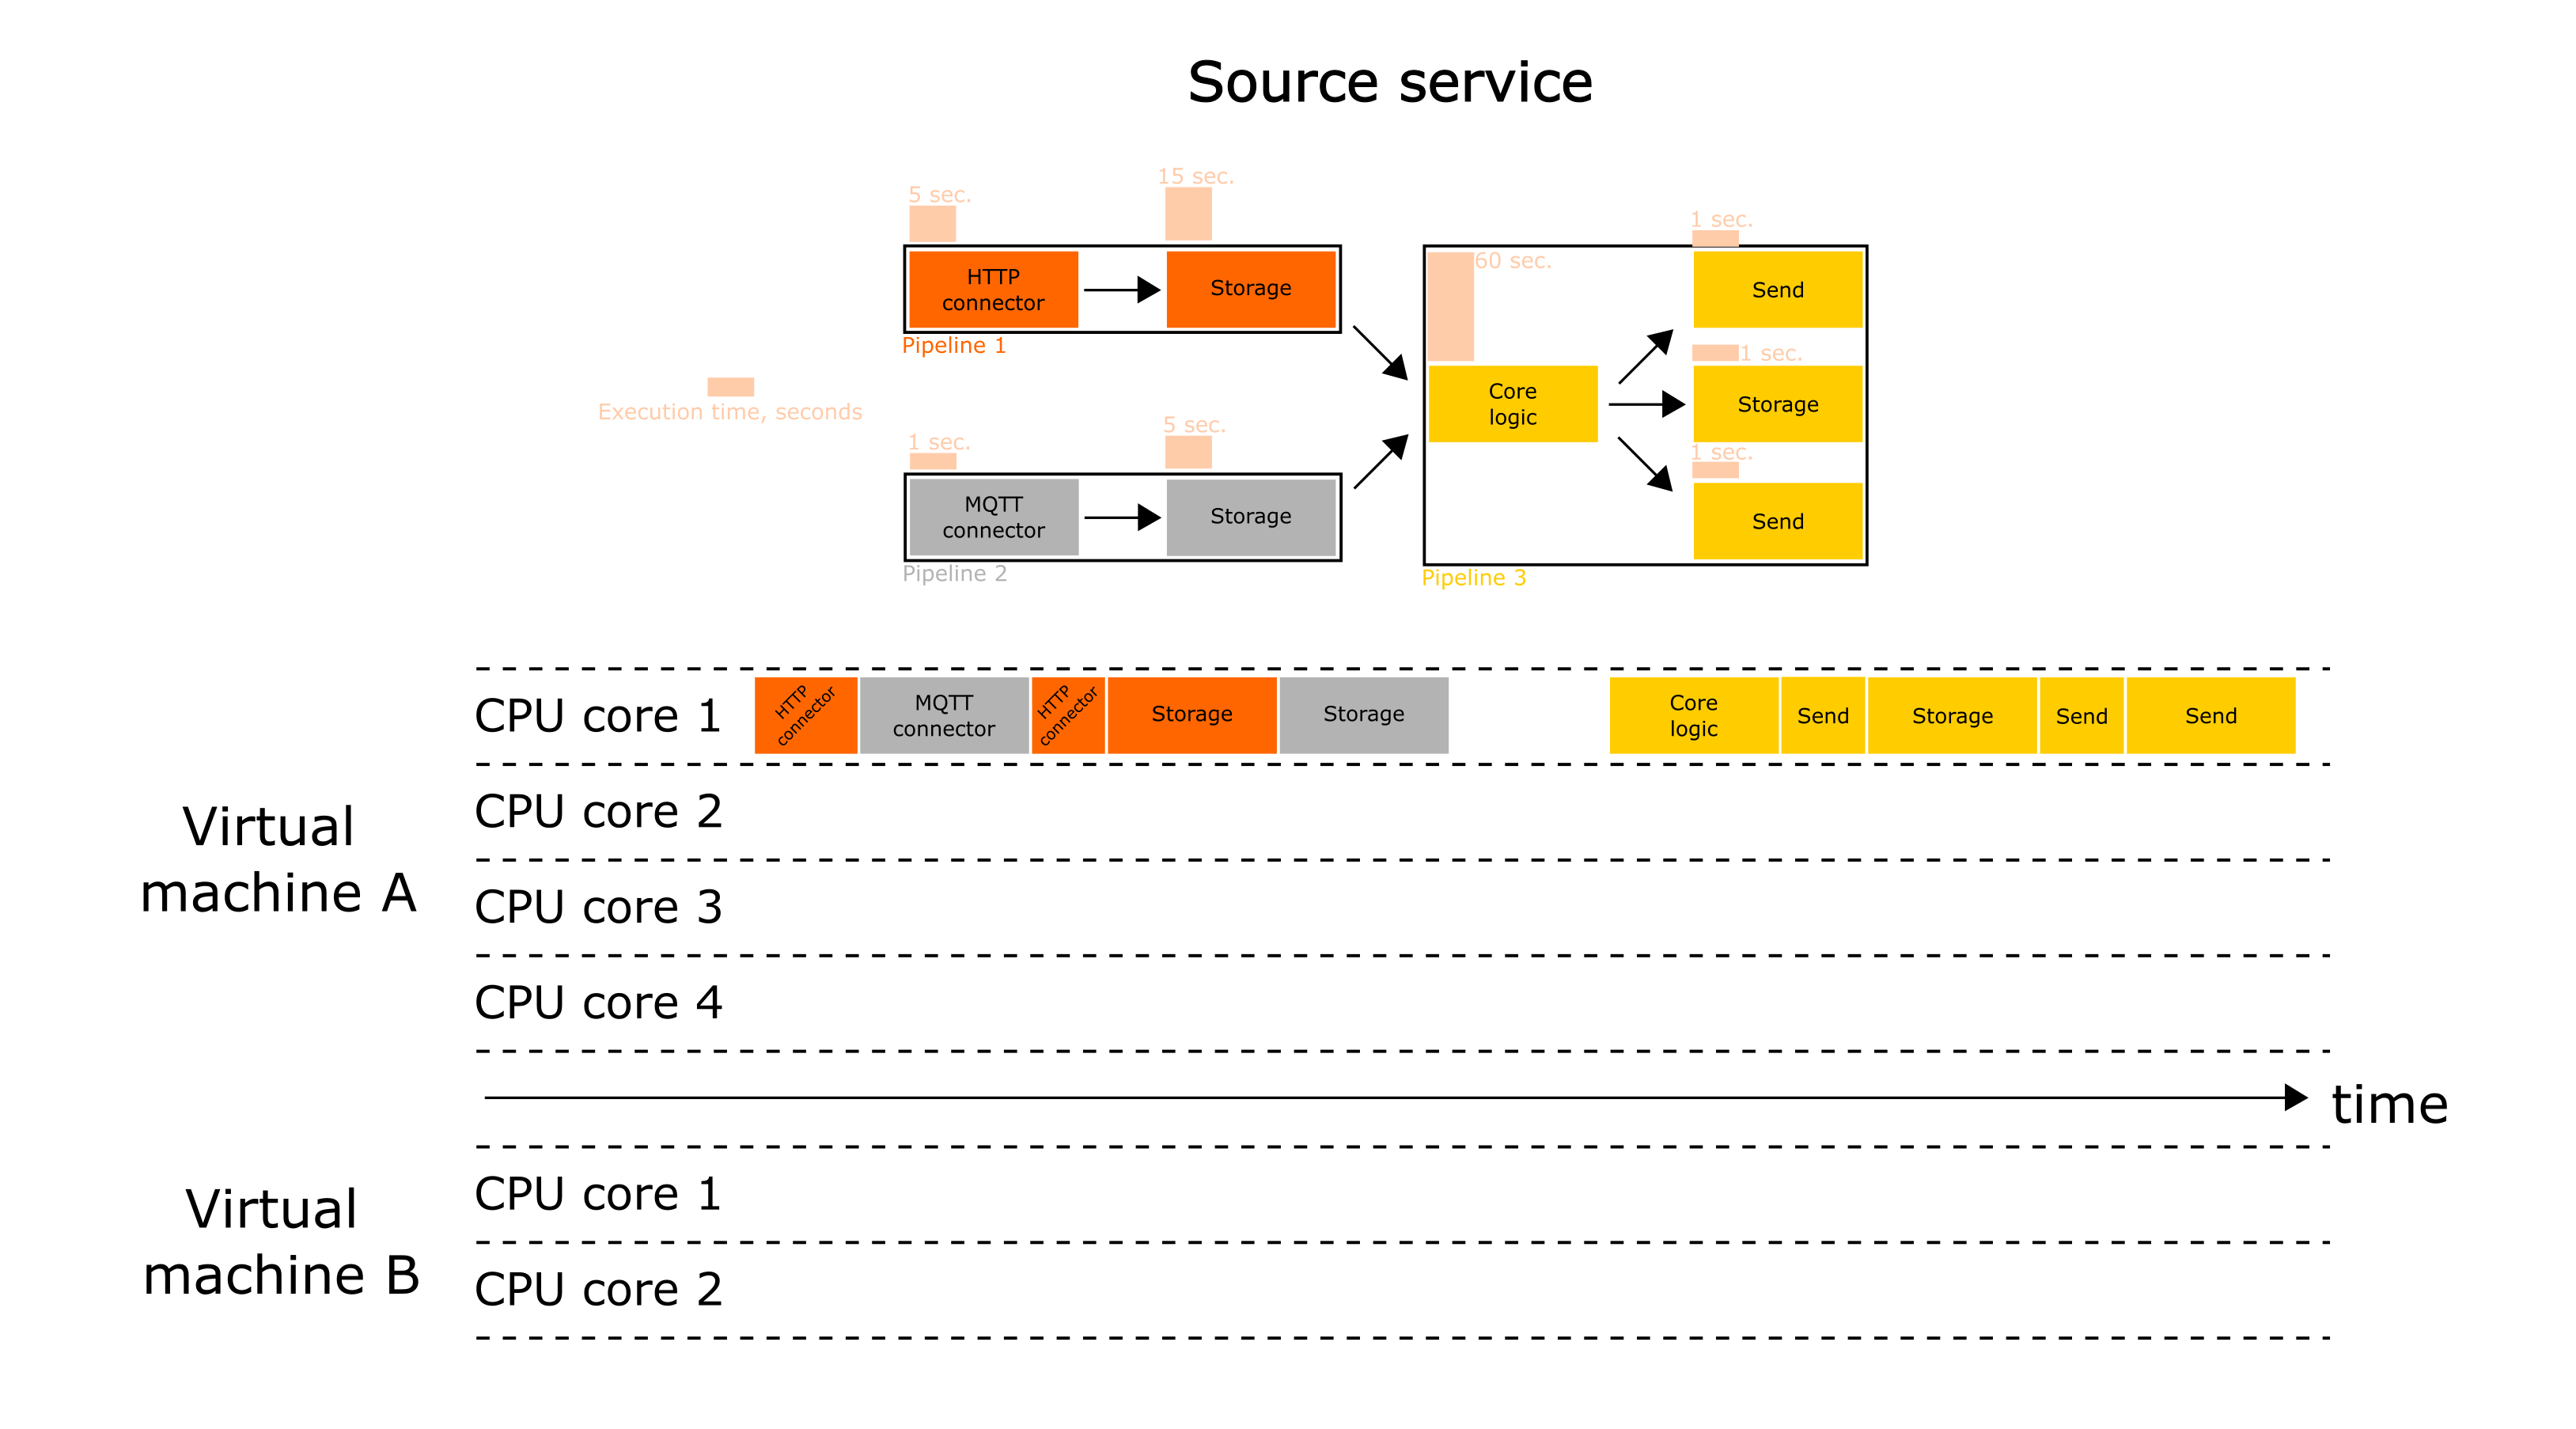 Source service
5 sec.
15 sec.
1 sec.
HTTP
connector
Storage
60 sec.
Send
Pipeline 1
1 sec.
Execution time, seconds
Core
logic
Storage
1 sec.
5 sec.
1 sec.
MQTT
connector
Storage
Send
Pipeline 2
Pipeline 3
CPU core 1
HTTP
connector
MQTT
connector
HTTP
connector
Storage
Storage
Core
logic
Send
Storage
Send
Send
Virtual
machine A
CPU core 2
CPU core 3
CPU core 4
time
Virtual
machine B
CPU core 1
CPU core 2